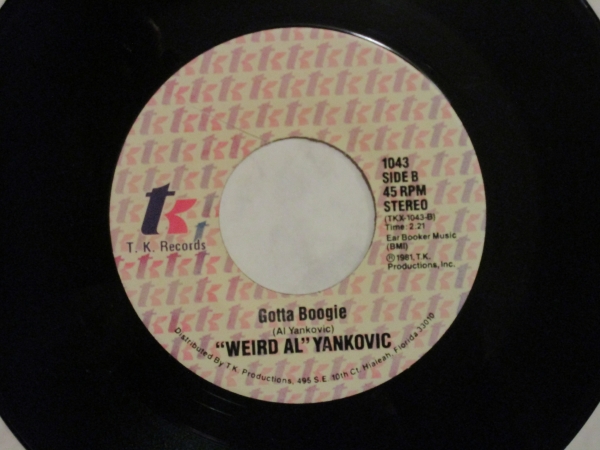 1043
SIDE B
45 RPM
STEREO
(TKX-1043-B)
Time: 2.21
Ear Booker Music
(BMI)
℗1981, T.K.
Productions, Inc.
tk
T. K. Records
Gotta Boogie
(Al Yankovic)
"WEIRD AL" YANKOVIC
Distributed By T.K. Productions, 495 S.E. 10th Ct. Hialeah, Florida 33010